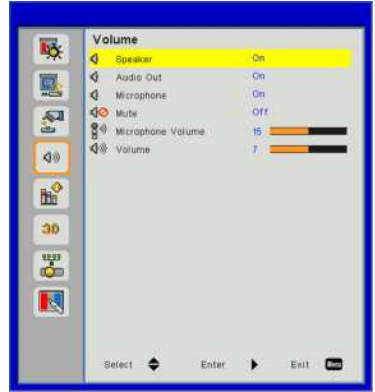 Volume
Speaker On
Audio Out On
Microphone On
Mute Off
Microphone Volume 15
Volume 7
3D
Select Enter Exit Menu